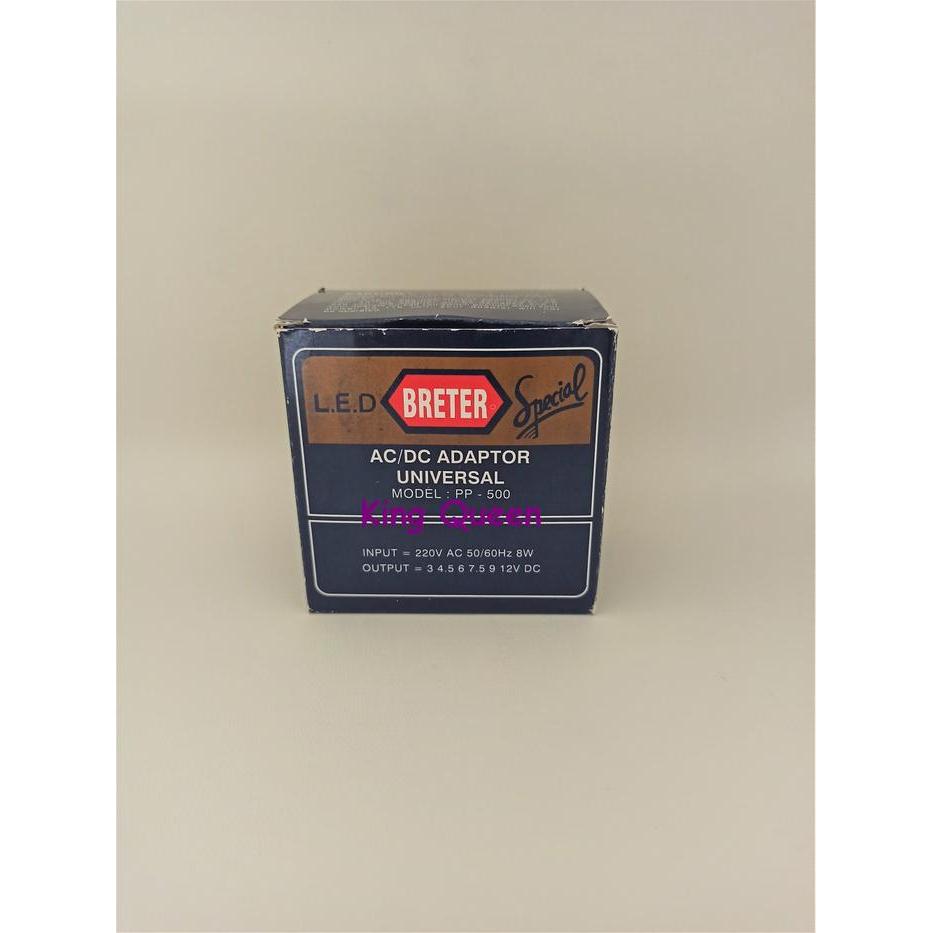 L.E.D BRETER Special
AC/DC ADAPTOR
UNIVERSAL
MODEL : PP - 500
King Queen
INPUT = 220V AC 50/60Hz 8W
OUTPUT = 3 4.5 6 7.5 9 12V DC